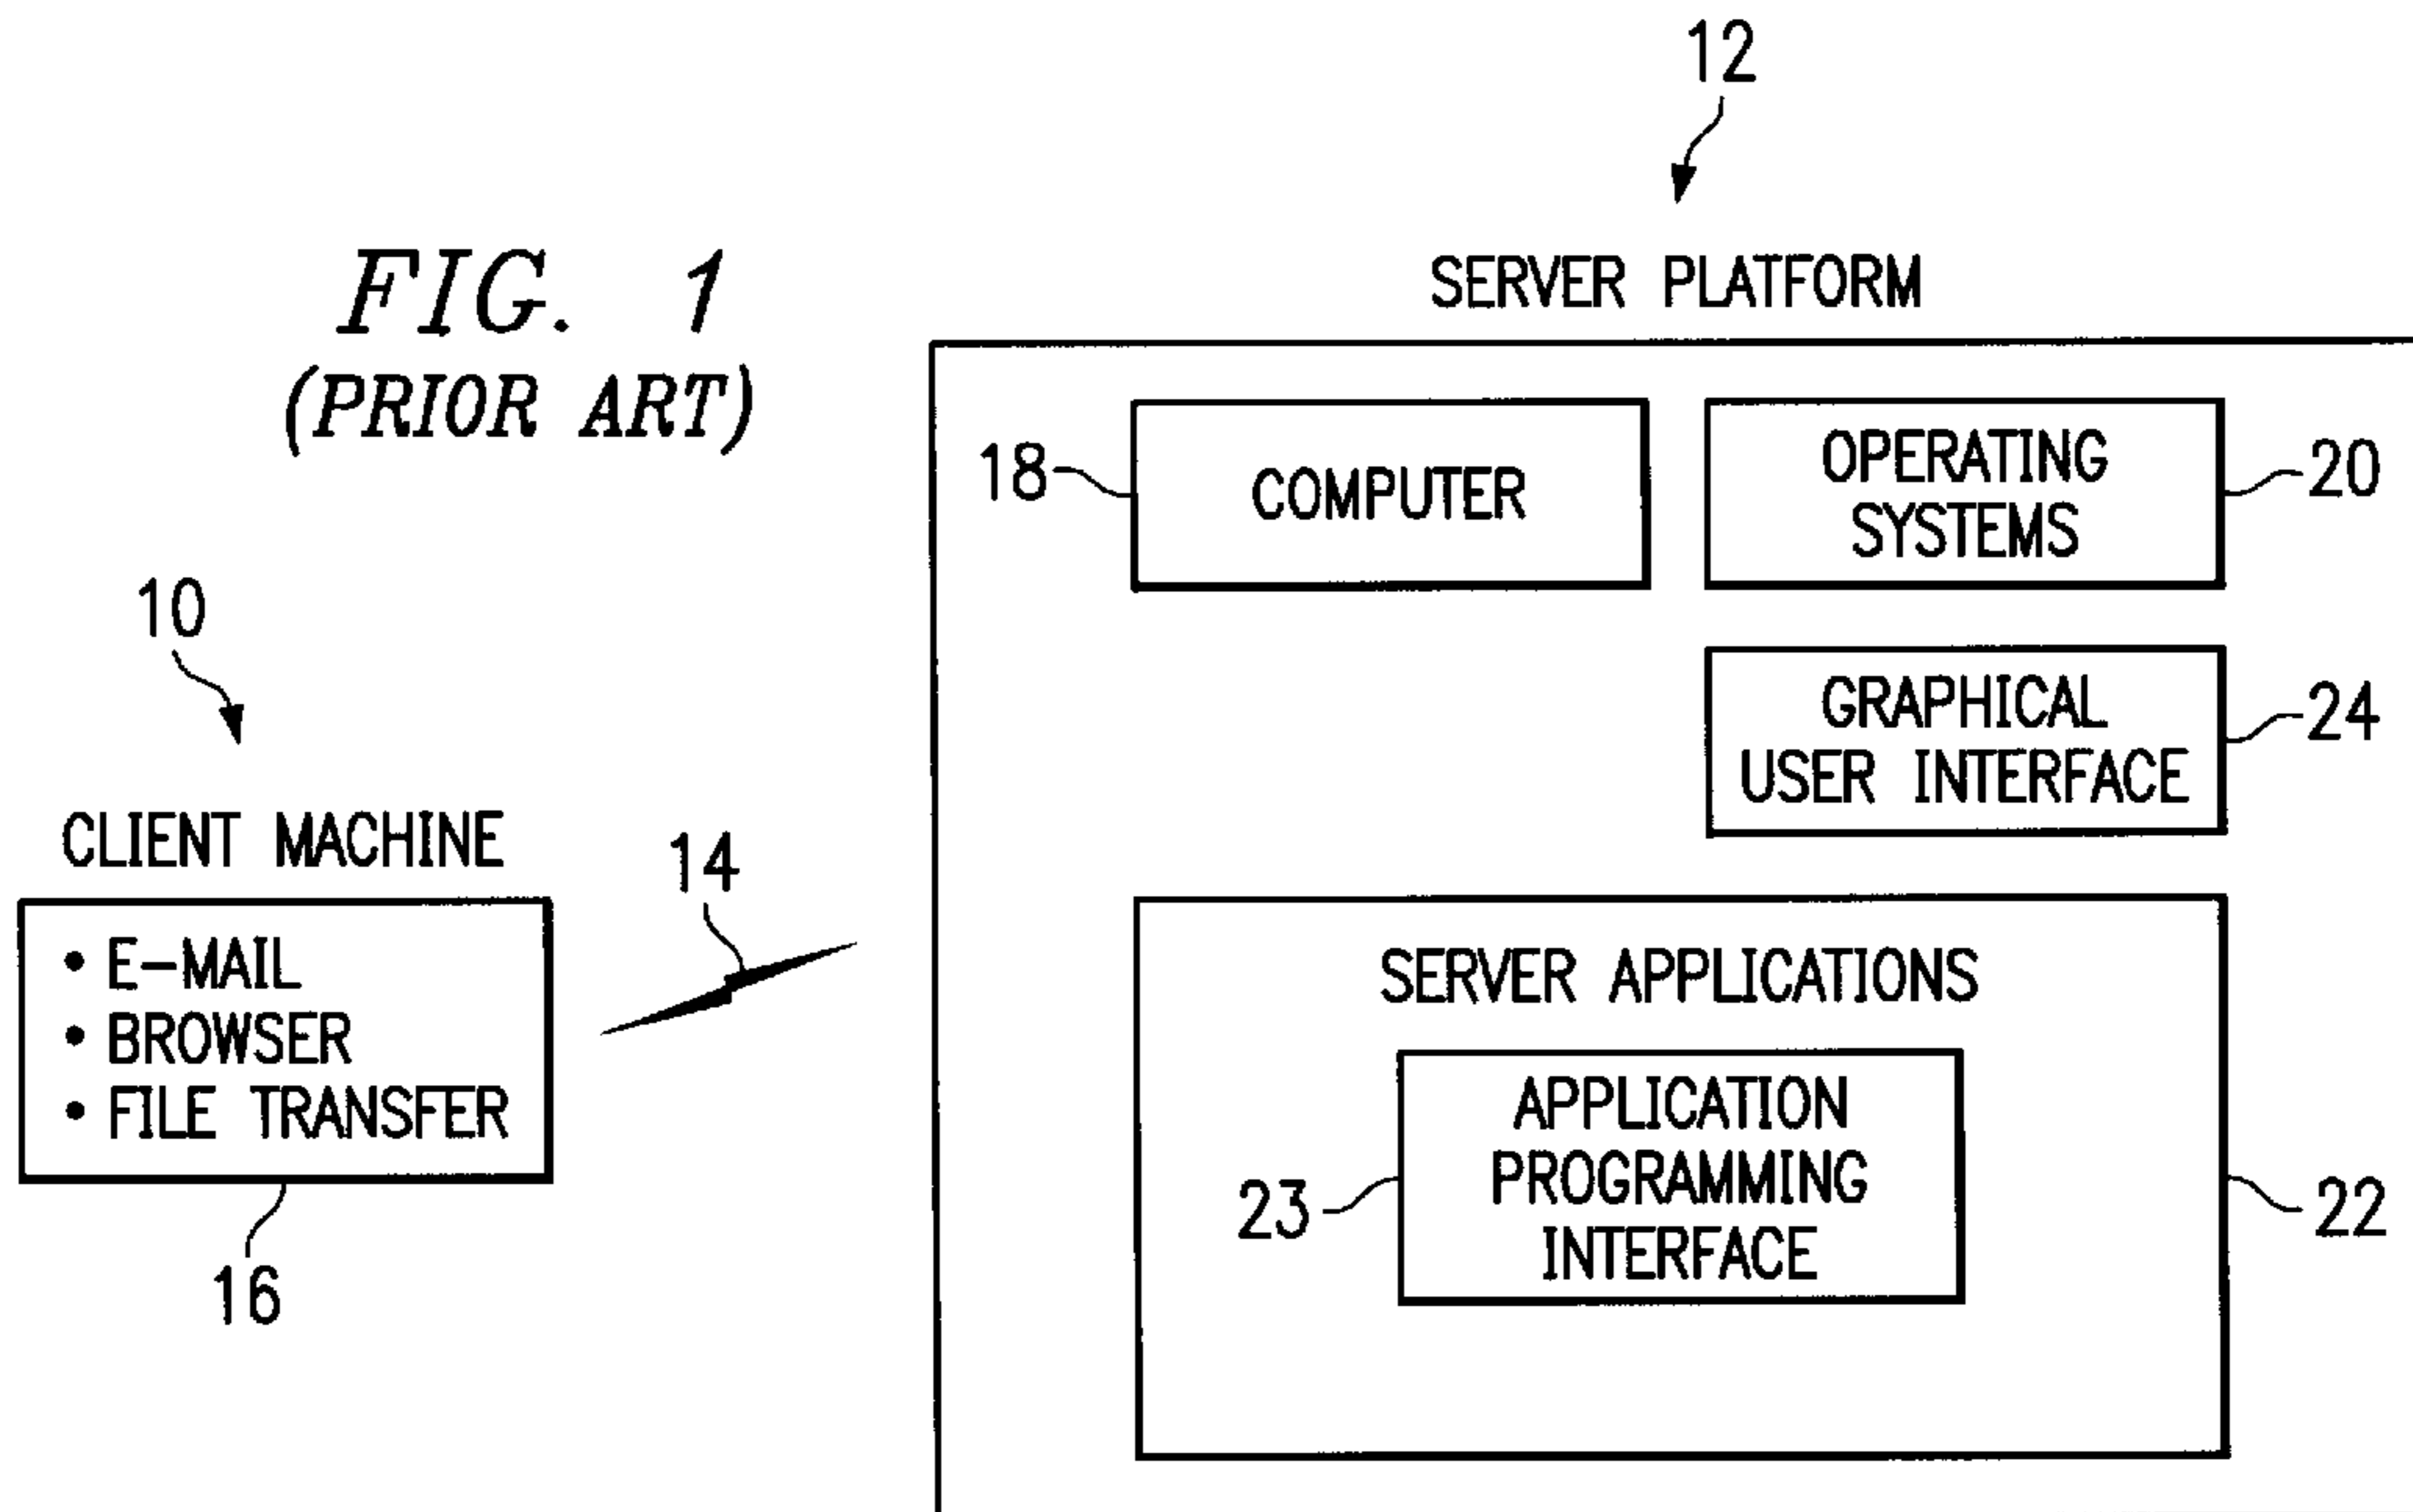 12
FIG. 1
(PRIOR ART)
SERVER PLATFORM
18
COMPUTER
OPERATING
SYSTEMS
20
GRAPHICAL
USER INTERFACE
24
10
CLIENT MACHINE
• E-MAIL
• BROWSER
• FILE TRANSFER
16
14
SERVER APPLICATIONS
APPLICATION
PROGRAMMING
INTERFACE
23
22